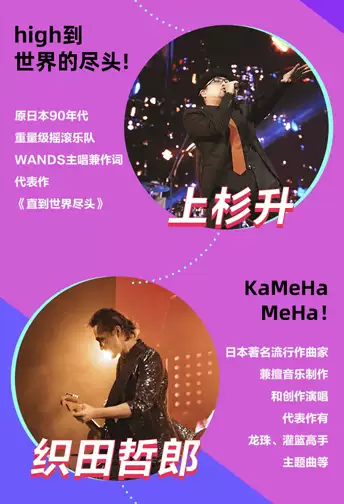 high到
世界的尽头!
原日本90年代
重量级摇滚乐队
WANDS主唱兼作词
代表作
《直到世界尽头》
上杉升
KaMeHa
MeHa!
日本著名流行作曲家
兼擅音乐制作
和创作演唱
代表作有
龙珠、灌篮高手
主题曲等
织田哲郎